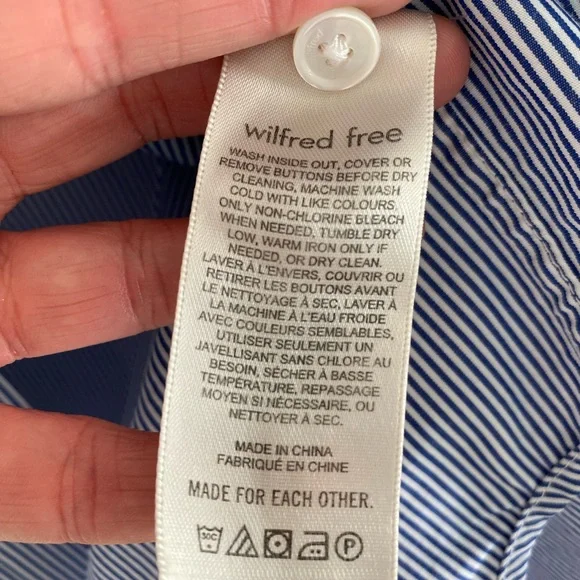 wilfred free
WASH INSIDE OUT, COVER OR
REMOVE BUTTONS BEFORE DRY
CLEANING, MACHINE WASH
COLD WITH LIKE COLOURS.
ONLY NON-CHLORINE BLEACH
WHEN NEEDED, TUMBLE DRY
LOW, WARM IRON ONLY IF
NEEDED, OR DRY CLEAN.
LAVER À L'ENVERS, COUVRIR OU
RETIRER LES BOUTONS AVANT
LE NETTOYAGE À SEC, LAVER À
LA MACHINE À L'EAU FROIDE
AVEC COULEURS SEMBLABLES,
UTILISER SEULEMENT UN
JAVELLISANT SANS CHLORE AU
BESOIN, SÉCHER À BASSE
TEMPÉRATURE, REPASSAGE
MOYEN SI NÉCESSAIRE, OU
NETTOYER À SEC.
MADE IN CHINA
FABRIQUÉ EN CHINE
MADE FOR EACH OTHER.
30C P